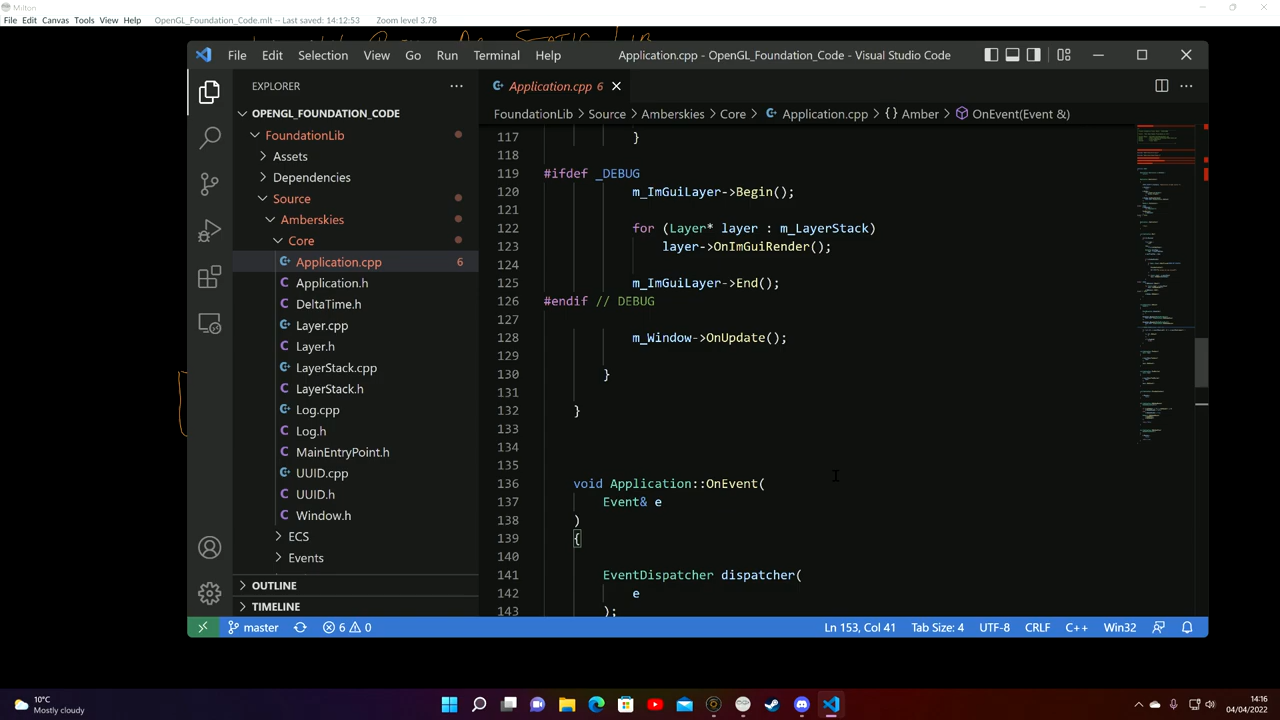 Milton
File Edit Canvas Tools View Help OpenGL_Foundation_Code.mlt -- Last saved: 14:12:53 Zoom level 3.78
File Edit Selection View Go Run Terminal Help Application.cpp - OpenGL_Foundation_Code - Visual Studio Code
EXPLORER
OPENGL_FOUNDATION_CODE
FoundationLib
Assets
Dependencies
Source
Amberskies
Core
Application.cpp
Application.h
DeltaTime.h
Layer.cpp
Layer.h
LayerStack.cpp
LayerStack.h
Log.cpp
Log.h
MainEntryPoint.h
UUID.cpp
UUID.h
Window.h
ECS
Events
OUTLINE
TIMELINE
Application.cpp 6
FoundationLib > Source > Amberskies > Core > Application.cpp > {} Amber > OnEvent(Event &)
117 }
118
119 #ifdef _DEBUG
120 m_ImGuiLayer->Begin();
121
122 for (Layer* layer : m_LayerStack)
123 layer->OnImGuiRender();
124
125 m_ImGuiLayer->End();
126 #endif // DEBUG
127
128 m_Window->OnUpdate();
129
130 }
131
132 }
133
134
135
136 void Application::OnEvent(
137 Event& e
138 )
139 {
140
141 EventDispatcher dispatcher(
142 e
143 );
master 6 0 Ln 153, Col 41 Tab Size: 4 UTF-8 CRLF C++ Win32
10°C
Mostly cloudy
14:16
04/04/2022